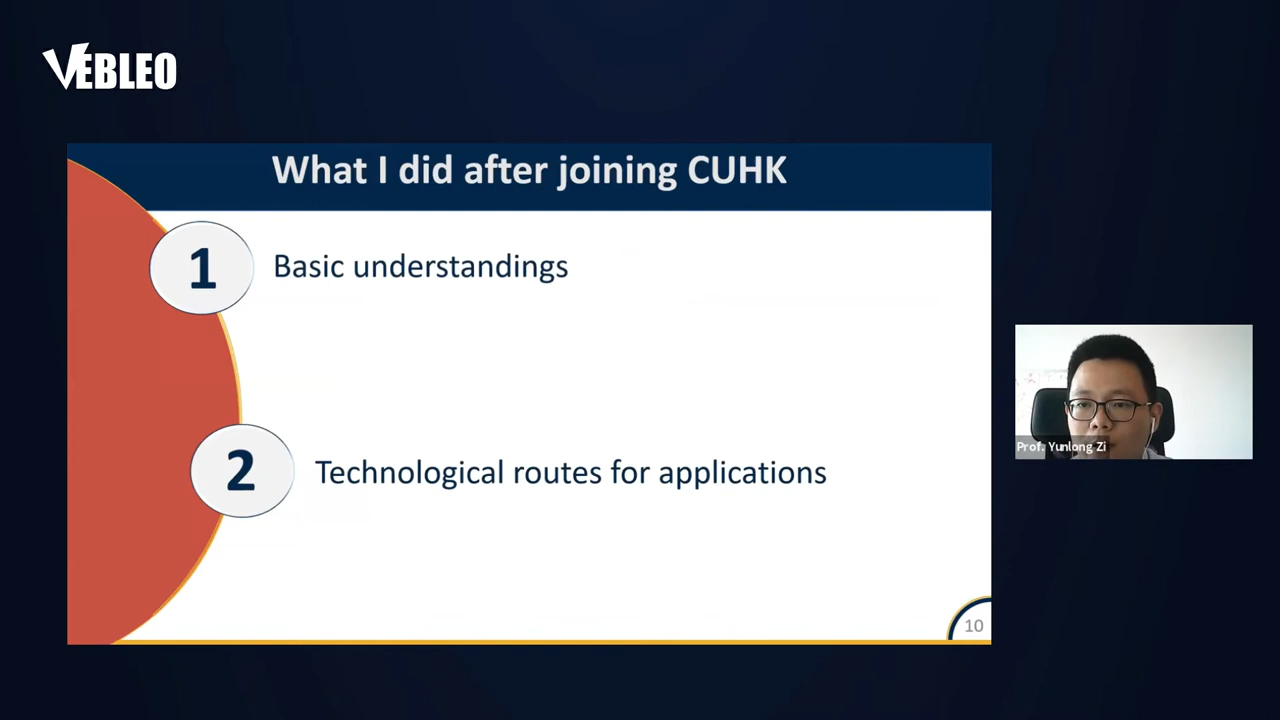 VEBLEO
What I did after joining CUHK
1
Basic understandings
2
Technological routes for applications
10
Prof. Yunlong Zi